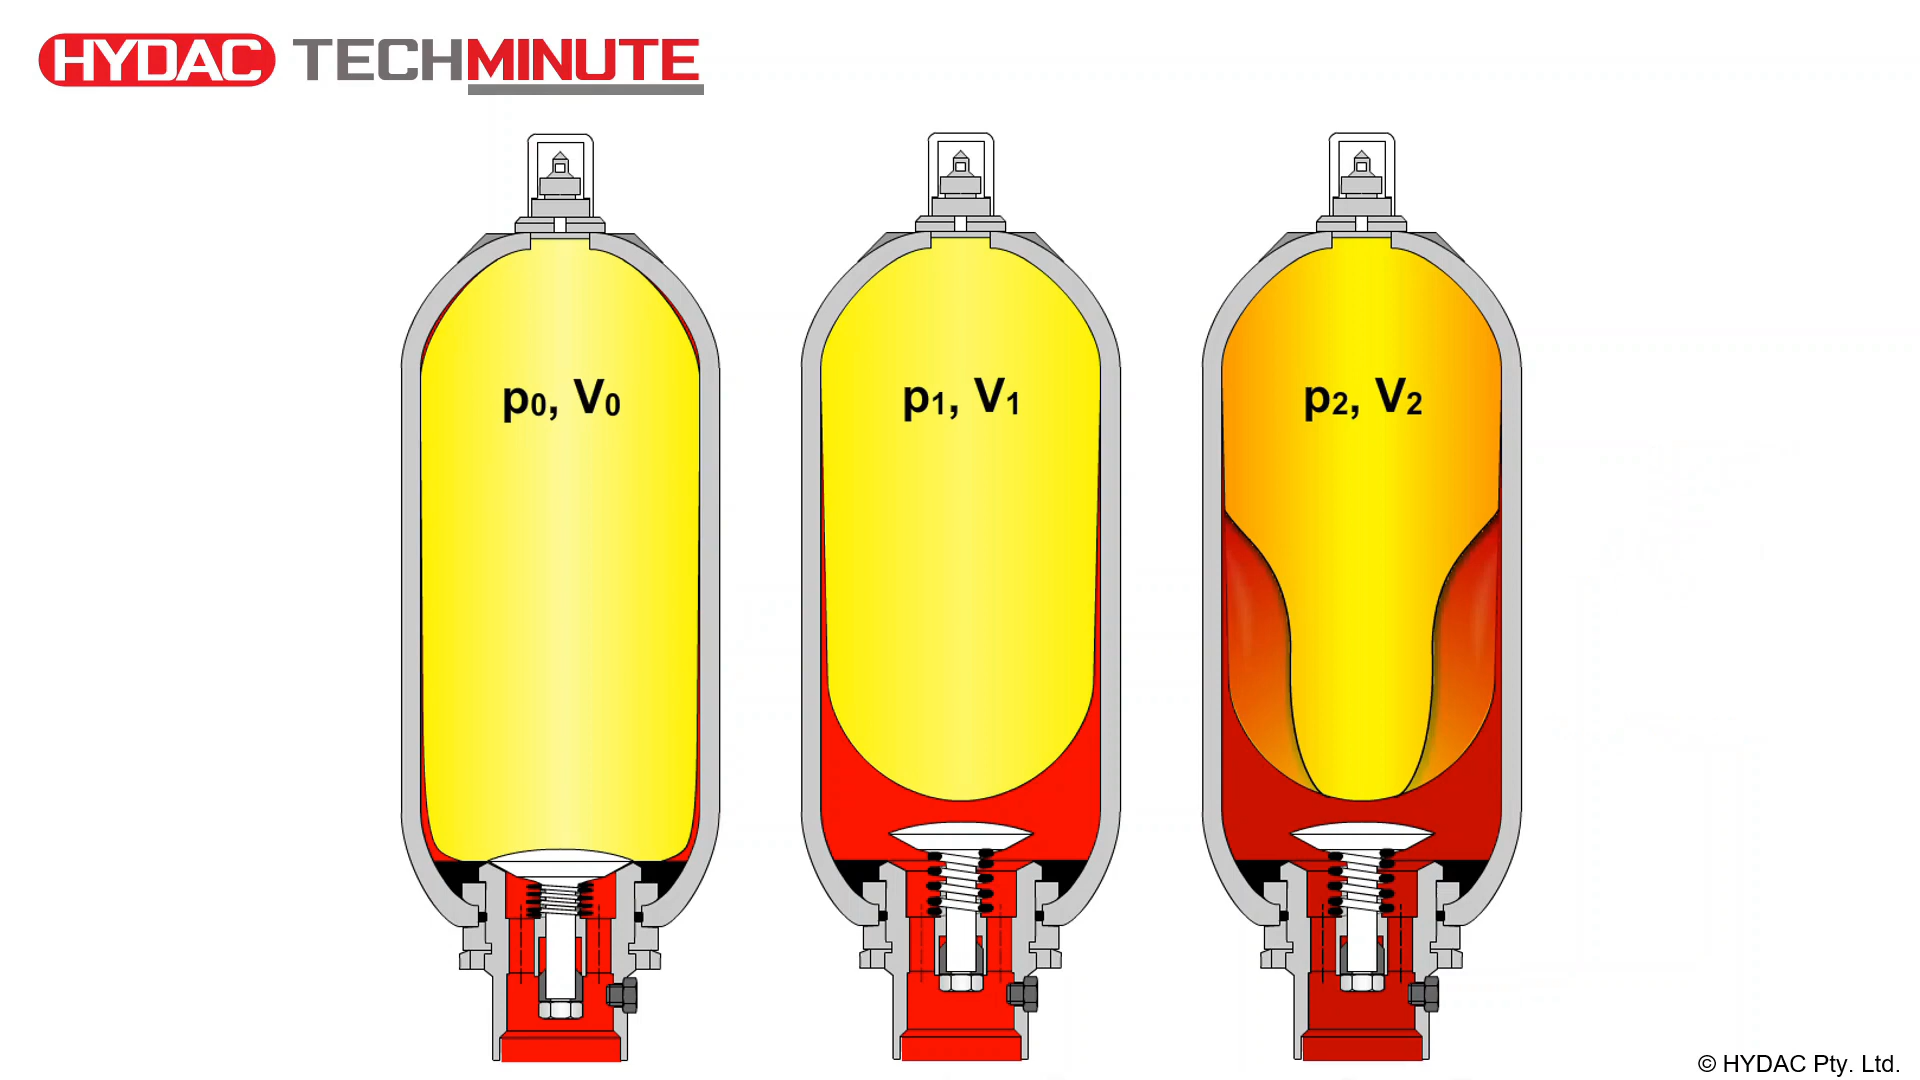 HYDAC TECHMINUTE
p₀, V₀
p₁, V₁
p₂, V₂
© HYDAC Pty. Ltd.